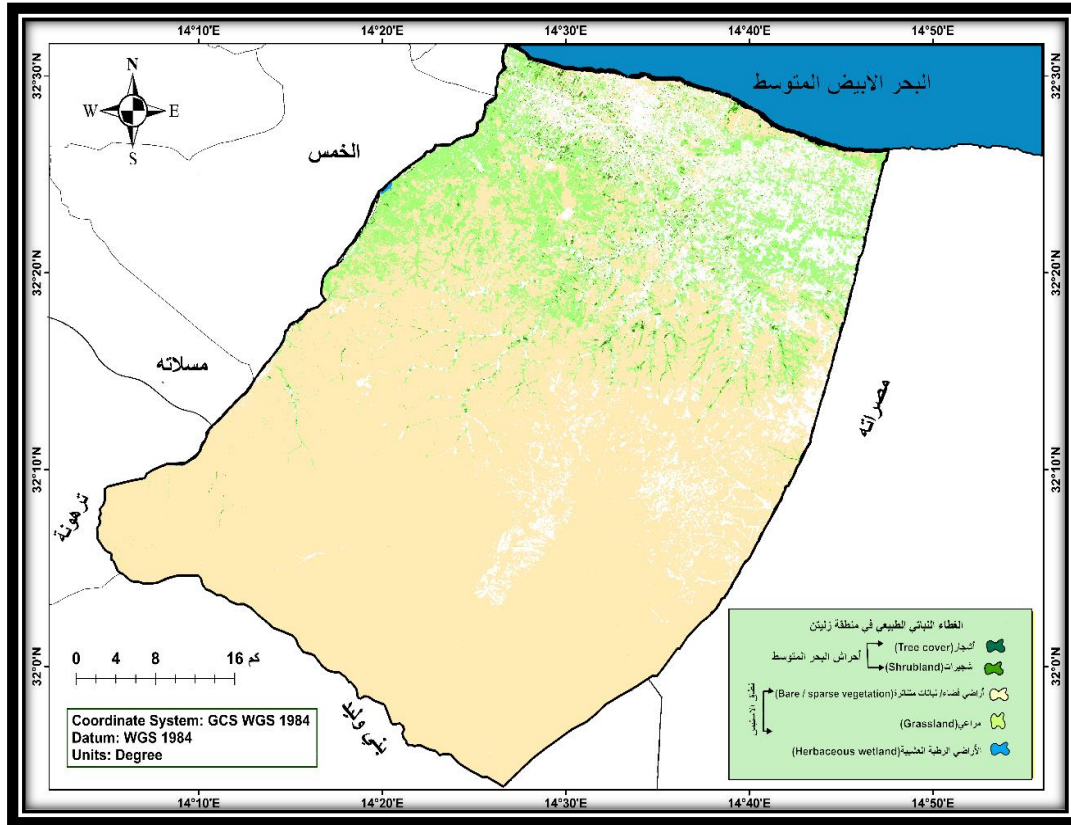 14°10'E 14°20'E 14°30'E 14°40'E 14°50'E
32°30'N
32°30'N
N
W E
S
البحر الابيض المتوسط
الخمس
32°20'N
32°20'N
مسلاته
مصراته
32°10'N
32°10'N
ترهونة
32°0'N
32°0'N
0 4 8 16 كم
بني وليد
Coordinate System: GCS WGS 1984
Datum: WGS 1984
Units: Degree
الغطاء النباتي الطبيعي في منطقة زليتن
أشجار(Tree cover)
أحراش البحر المتوسط
شجيرات(Shrubland)
أراضي فضاء/ نباتات متناثرة(Bare / sparse vegetation)
نطاق الاستبس
مراعي(Grassland)
الأراضي الرطبة العشبية(Herbaceous wetland)
14°10'E 14°20'E 14°30'E 14°40'E 14°50'E